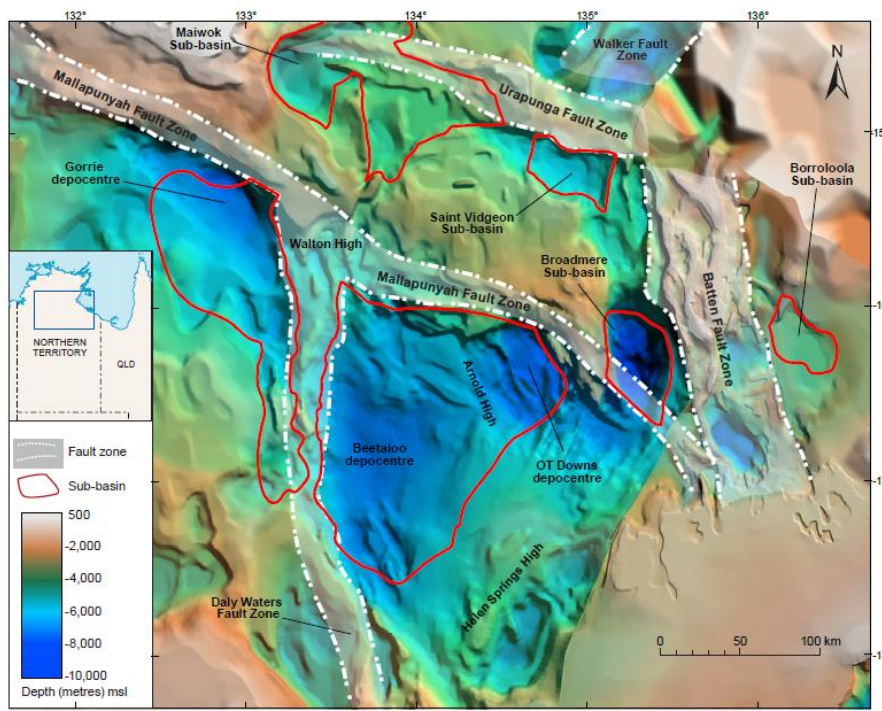 132°
133°
134°
135°
136°
Maiwok
Sub-basin
Walker Fault
Zone
N
Mallapunyah Fault Zone
Urapunga Fault Zone
15
Gorrie
depocentre
Borroloola
Sub-basin
Saint Vidgeon
Sub-basin
Walton High
Broadmere
Sub-basin
Mallapunyah Fault Zone
Batten Fault Zone
NORTHERN
TERRITORY
QLD
Arnold High
Beetaloo
depocentre
OT Downs
depocentre
Fault zone
Sub-basin
500
-2,000
-4,000
-6,000
-8,000
-10,000
Depth (metres) msl
Daly Waters
Fault Zone
Helen Springs High
0 50 100 km
-1
-1
-1